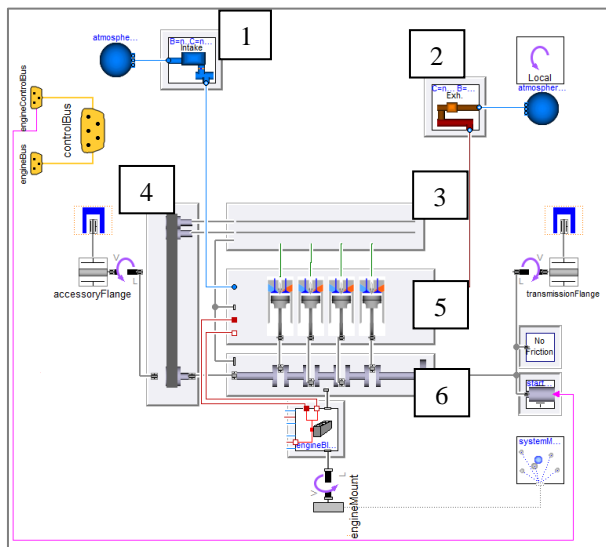 1
atmosphe...
B=n... C=n...
Intake
2
C=n... B=...
Exh.
Local
atmospher...
engineControlBus
controlBus
engineBus
3
4
V
L
accessoryFlange
V
L
transmissionFlange
5
No
Friction
6
start
engineBl...
systemM...
L
V
engineMount